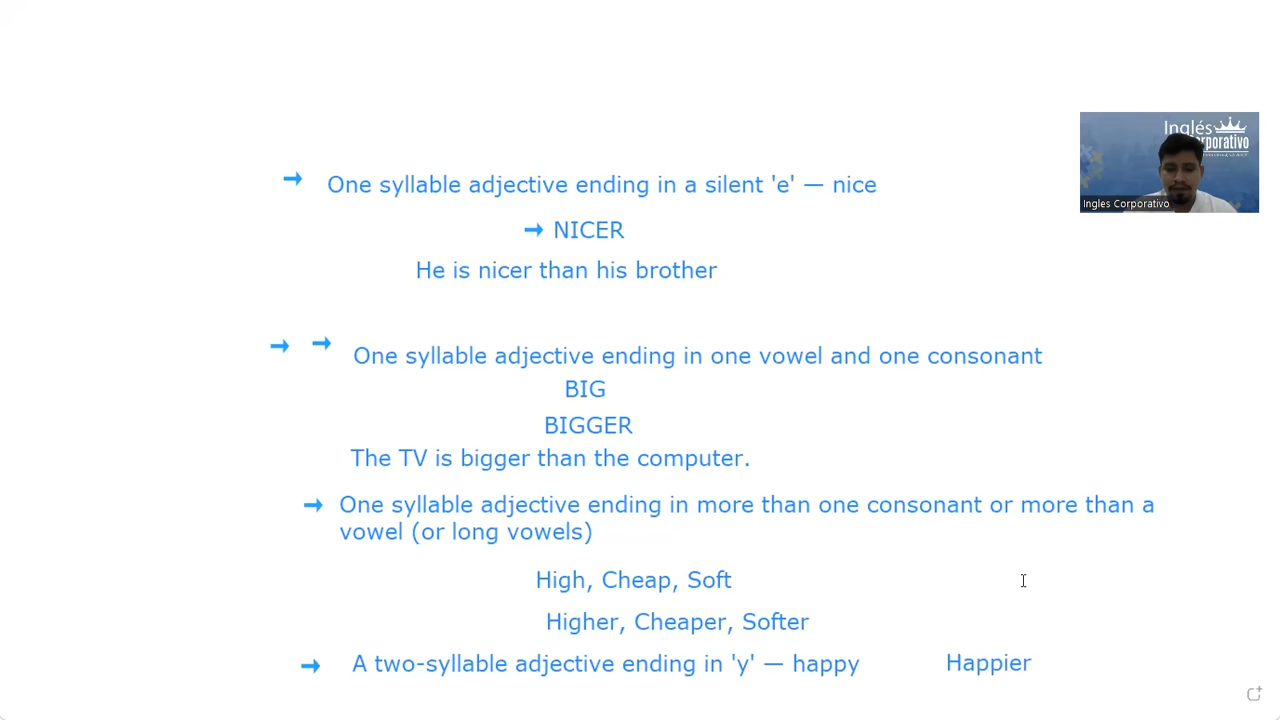 Inglés
Corporativo
Ingles Corporativo
→ One syllable adjective ending in a silent 'e' — nice
→ NICER
He is nicer than his brother
→ → One syllable adjective ending in one vowel and one consonant
BIG
BIGGER
The TV is bigger than the computer.
→ One syllable adjective ending in more than one consonant or more than a
vowel (or long vowels)
High, Cheap, Soft
Higher, Cheaper, Softer
→ A two-syllable adjective ending in 'y' — happy Happier